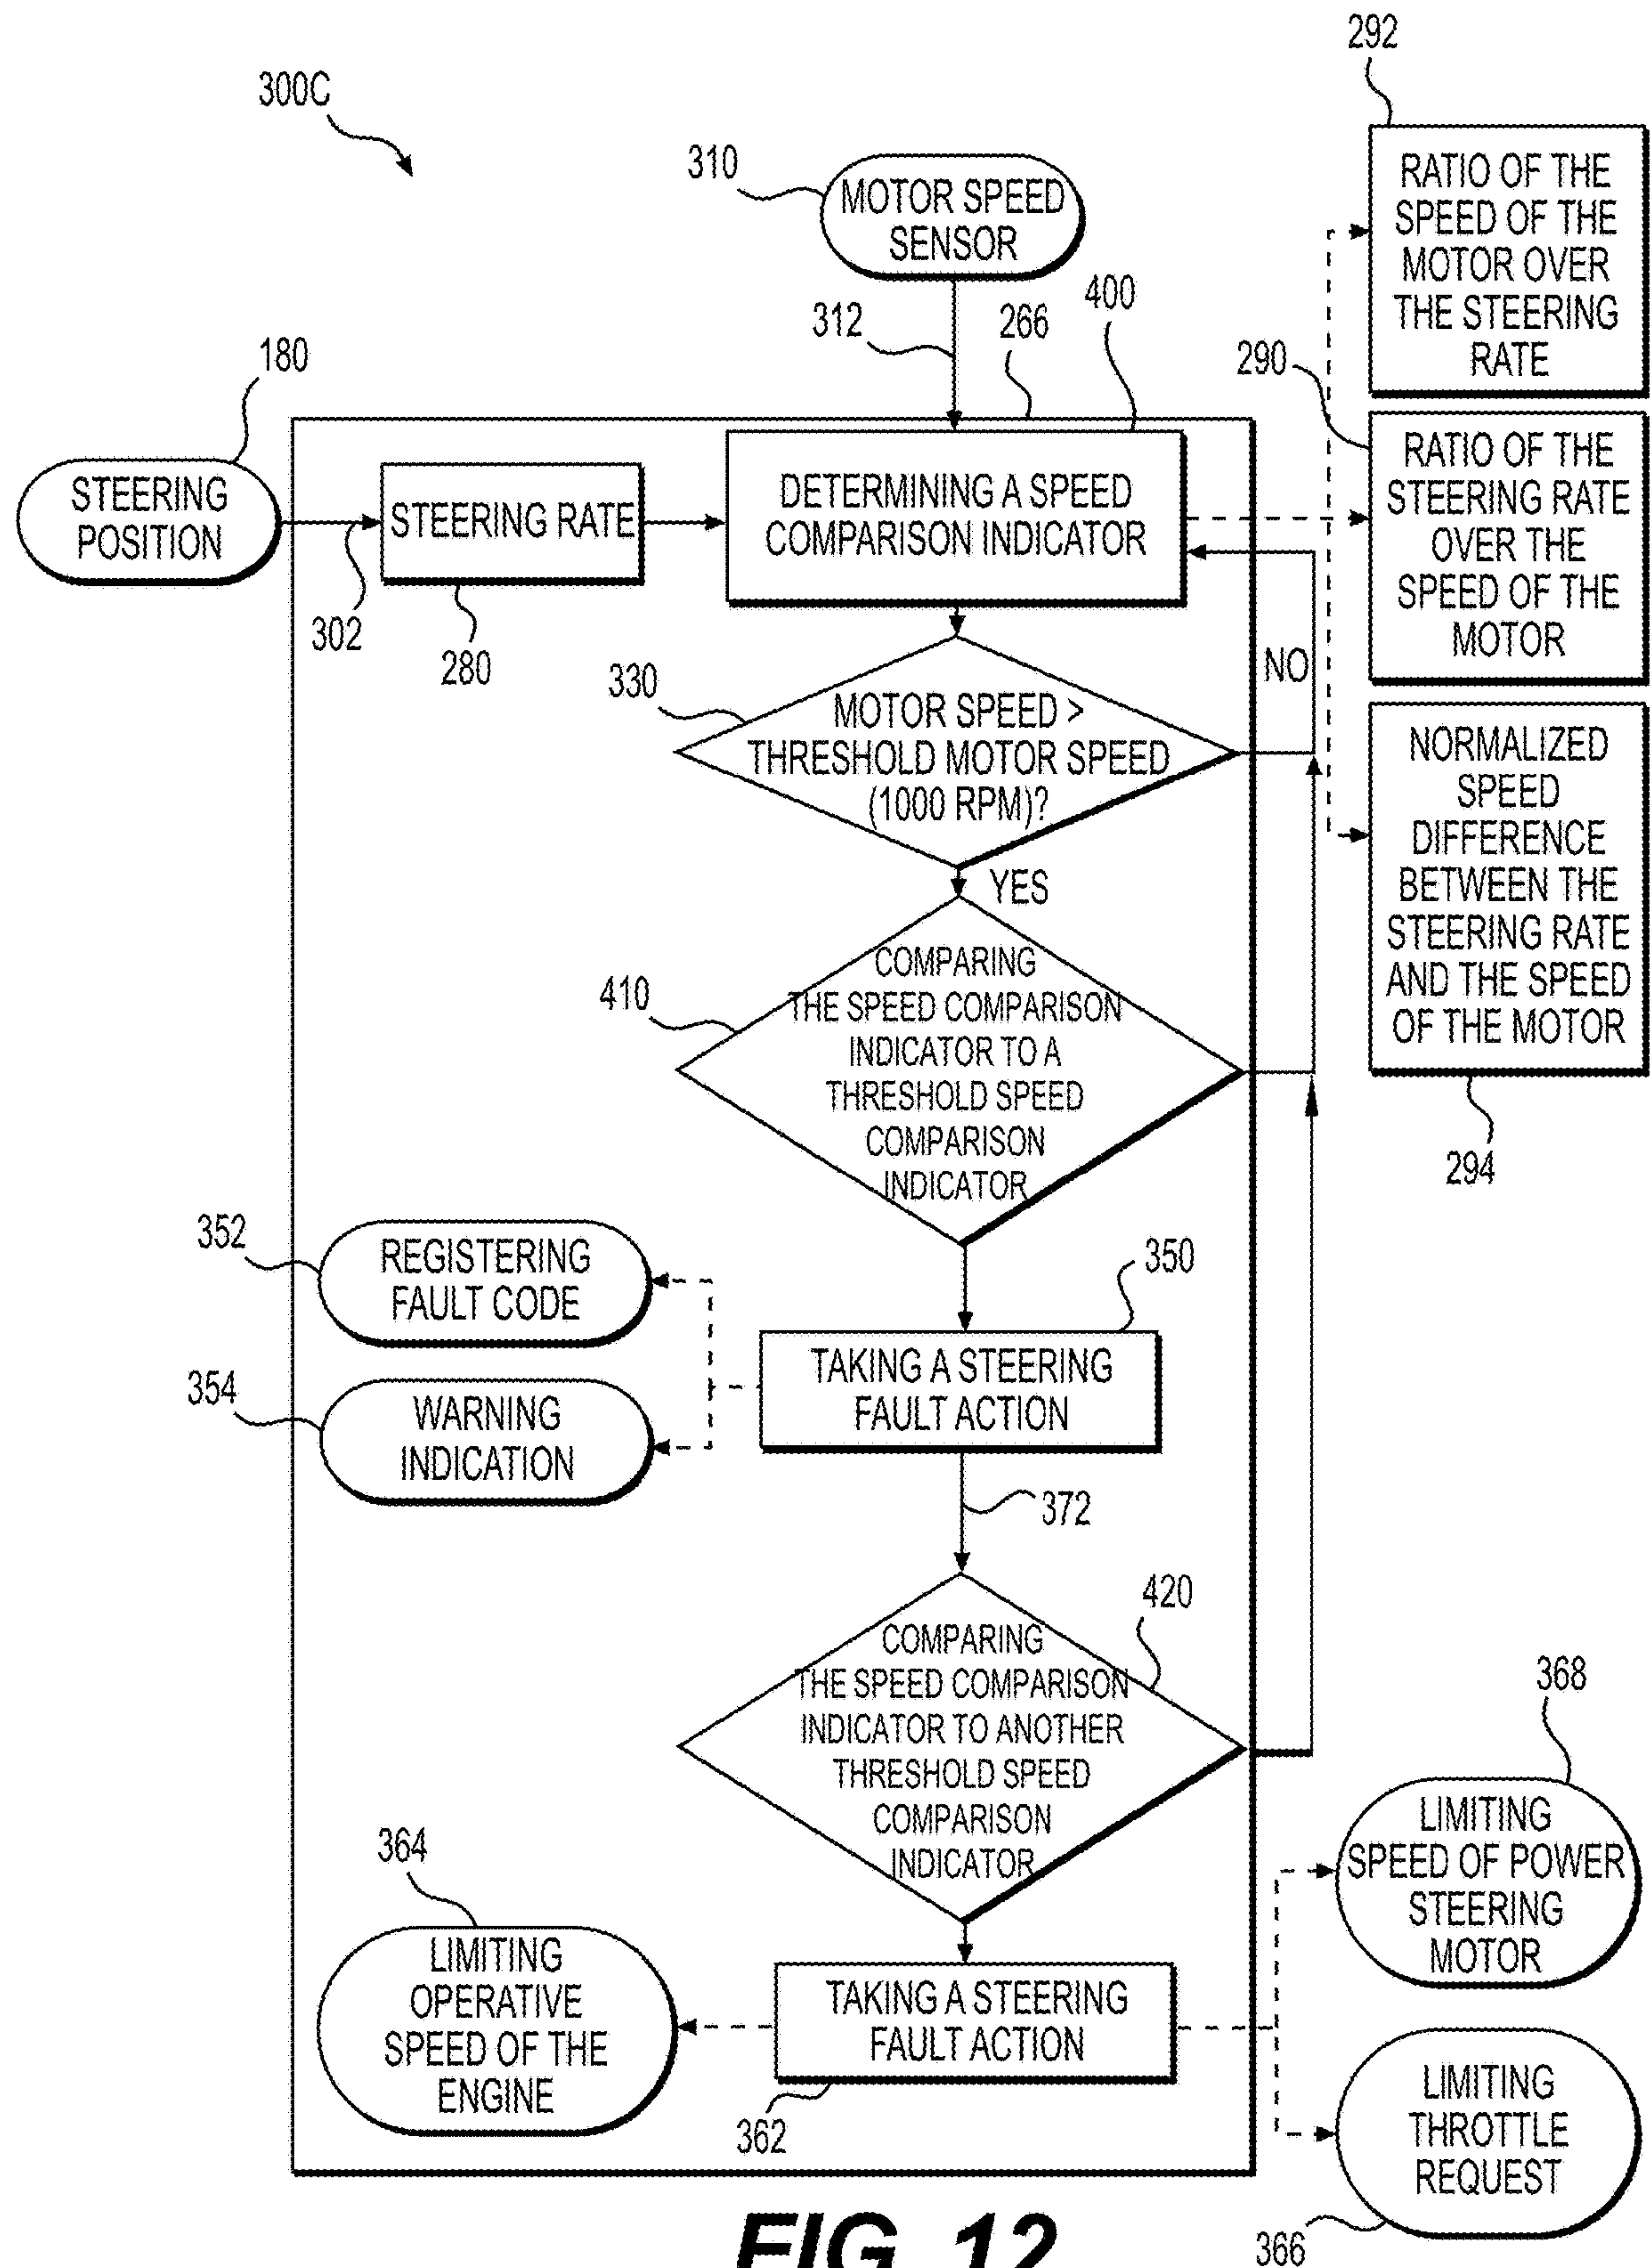 292
300C
310
MOTOR SPEED
SENSOR
RATIO OF THE
SPEED OF THE
MOTOR OVER
THE STEERING
RATE
400
312
266
180
290
STEERING
POSITION
STEERING RATE
DETERMINING A SPEED
COMPARISON INDICATOR
RATIO OF THE
STEERING RATE
OVER THE
SPEED OF THE
MOTOR
302
280
NO
330
MOTOR SPEED >
THRESHOLD MOTOR SPEED
(1000 RPM)?
NORMALIZED
SPEED
DIFFERENCE
BETWEEN THE
STEERING RATE
AND THE SPEED
OF THE MOTOR
YES
410
COMPARING
THE SPEED COMPARISON
INDICATOR TO A
THRESHOLD SPEED
COMPARISON
INDICATOR
294
352
REGISTERING
FAULT CODE
350
354
WARNING
INDICATION
TAKING A STEERING
FAULT ACTION
372
420
COMPARING
THE SPEED COMPARISON
INDICATOR TO ANOTHER
THRESHOLD SPEED
COMPARISON
INDICATOR
368
LIMITING
SPEED OF POWER
STEERING
MOTOR
364
LIMITING
OPERATIVE
SPEED OF THE
ENGINE
TAKING A STEERING
FAULT ACTION
362
LIMITING
THROTTLE
REQUEST
366
FIG. 12